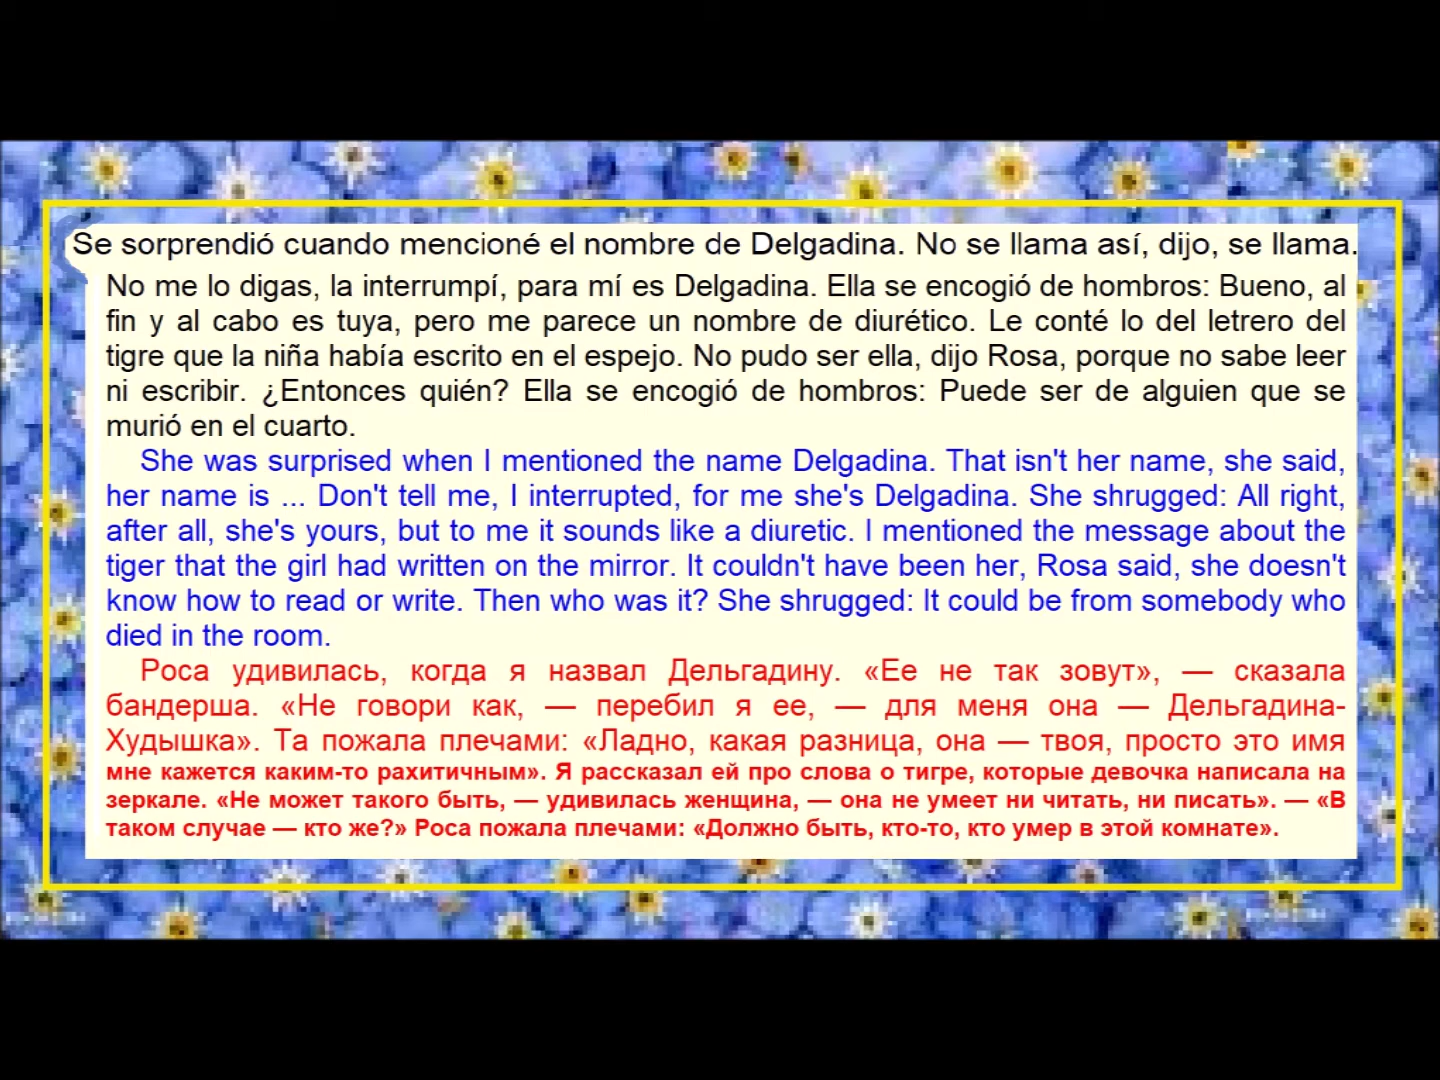 Se sorprendió cuando mencioné el nombre de Delgadina. No se llama así, dijo, se llama.
No me lo digas, la interrumpí, para mí es Delgadina. Ella se encogió de hombros: Bueno, al
fin y al cabo es tuya, pero me parece un nombre de diurético. Le conté lo del letrero del
tigre que la niña había escrito en el espejo. No pudo ser ella, dijo Rosa, porque no sabe leer
ni escribir. ¿Entonces quién? Ella se encogió de hombros: Puede ser de alguien que se
murió en el cuarto.
She was surprised when I mentioned the name Delgadina. That isn't her name, she said,
her name is ... Don't tell me, I interrupted, for me she's Delgadina. She shrugged: All right,
after all, she's yours, but to me it sounds like a diuretic. I mentioned the message about the
tiger that the girl had written on the mirror. It couldn't have been her, Rosa said, she doesn't
know how to read or write. Then who was it? She shrugged: It could be from somebody who
died in the room.
Роса удивилась, когда я назвал Дельгадину. «Ее не так зовут», — сказала
бандерша. «Не говори как, — перебил я ее, — для меня она — Дельгадина-
Худышка». Та пожала плечами: «Ладно, какая разница, она — твоя, просто это имя
мне кажется каким-то рахитичным». Я рассказал ей про слова о тигре, которые девочка написала на
зеркале. «Не может такого быть, — удивилась женщина, — она не умеет ни читать, ни писать». — «В
таком случае — кто же?» Роса пожала плечами: «Должно быть, кто-то, кто умер в этой комнате».